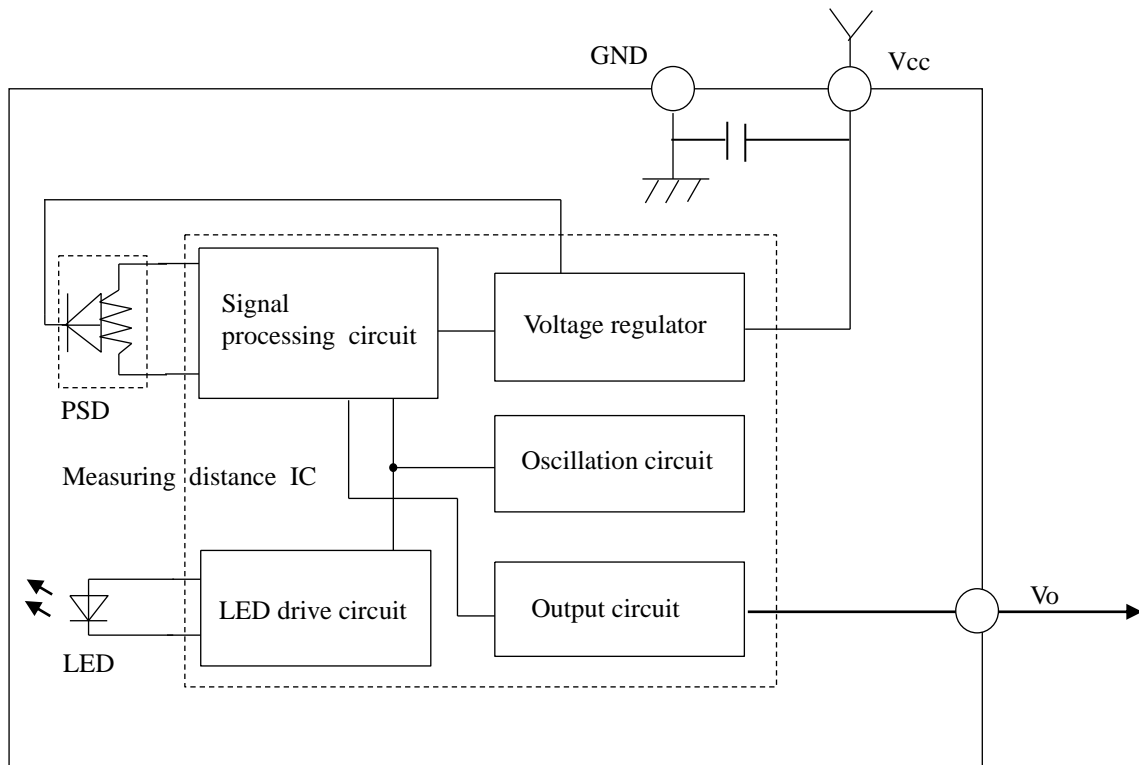 GND
Vcc
Signal
processing circuit
Voltage regulator
PSD
Oscillation circuit
Measuring distance IC
LED drive circuit
Output circuit
Vo
LED